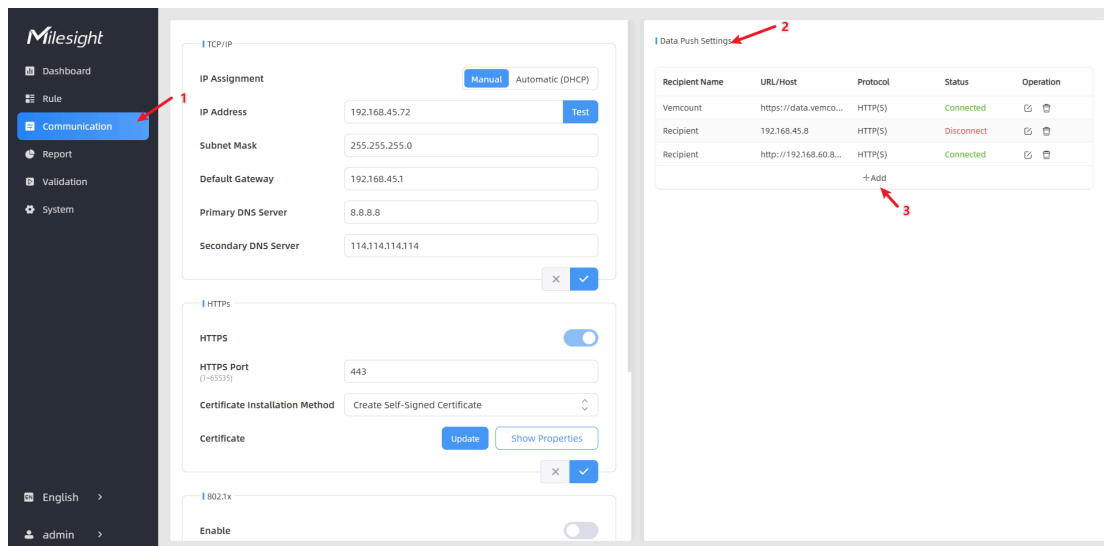 Milesight
Dashboard
Rule
Communication
Report
Validation
System
English >
admin >
1
TCP/IP
IP Assignment Manual Automatic (DHCP)
IP Address 192.168.45.72 Test
Subnet Mask 255.255.255.0
Default Gateway 192.168.45.1
Primary DNS Server 8.8.8.8
Secondary DNS Server 114.114.114.114
HTTPs
HTTPS
HTTPS Port 443
(1~65535)
Certificate Installation Method Create Self-Signed Certificate
Certificate Update Show Properties
802.1x
Enable
2
Data Push Settings
Recipient Name URL/Host Protocol Status Operation
Vemcount https://data.vemco... HTTP(S) Connected
Recipient 192.168.45.8 HTTP(S) Disconnect
Recipient http://192.168.60.8... HTTP(S) Connected
+Add
3